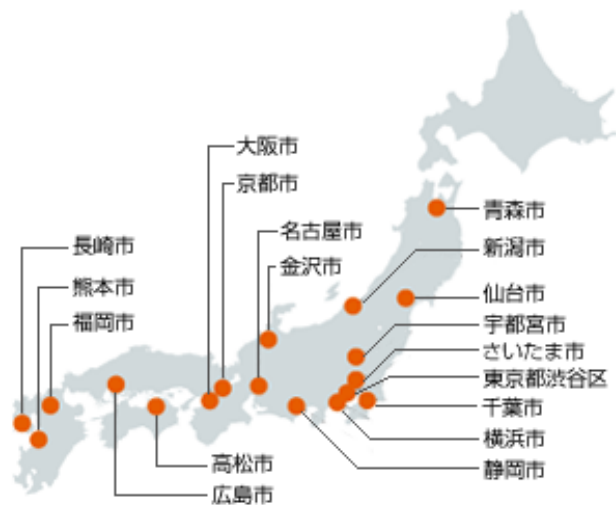 大阪市
京都市
名古屋市
金沢市
長崎市
熊本市
福岡市
青森市
新潟市
仙台市
宇都宮市
さいたま市
東京都渋谷区
千葉市
横浜市
静岡市
高松市
広島市